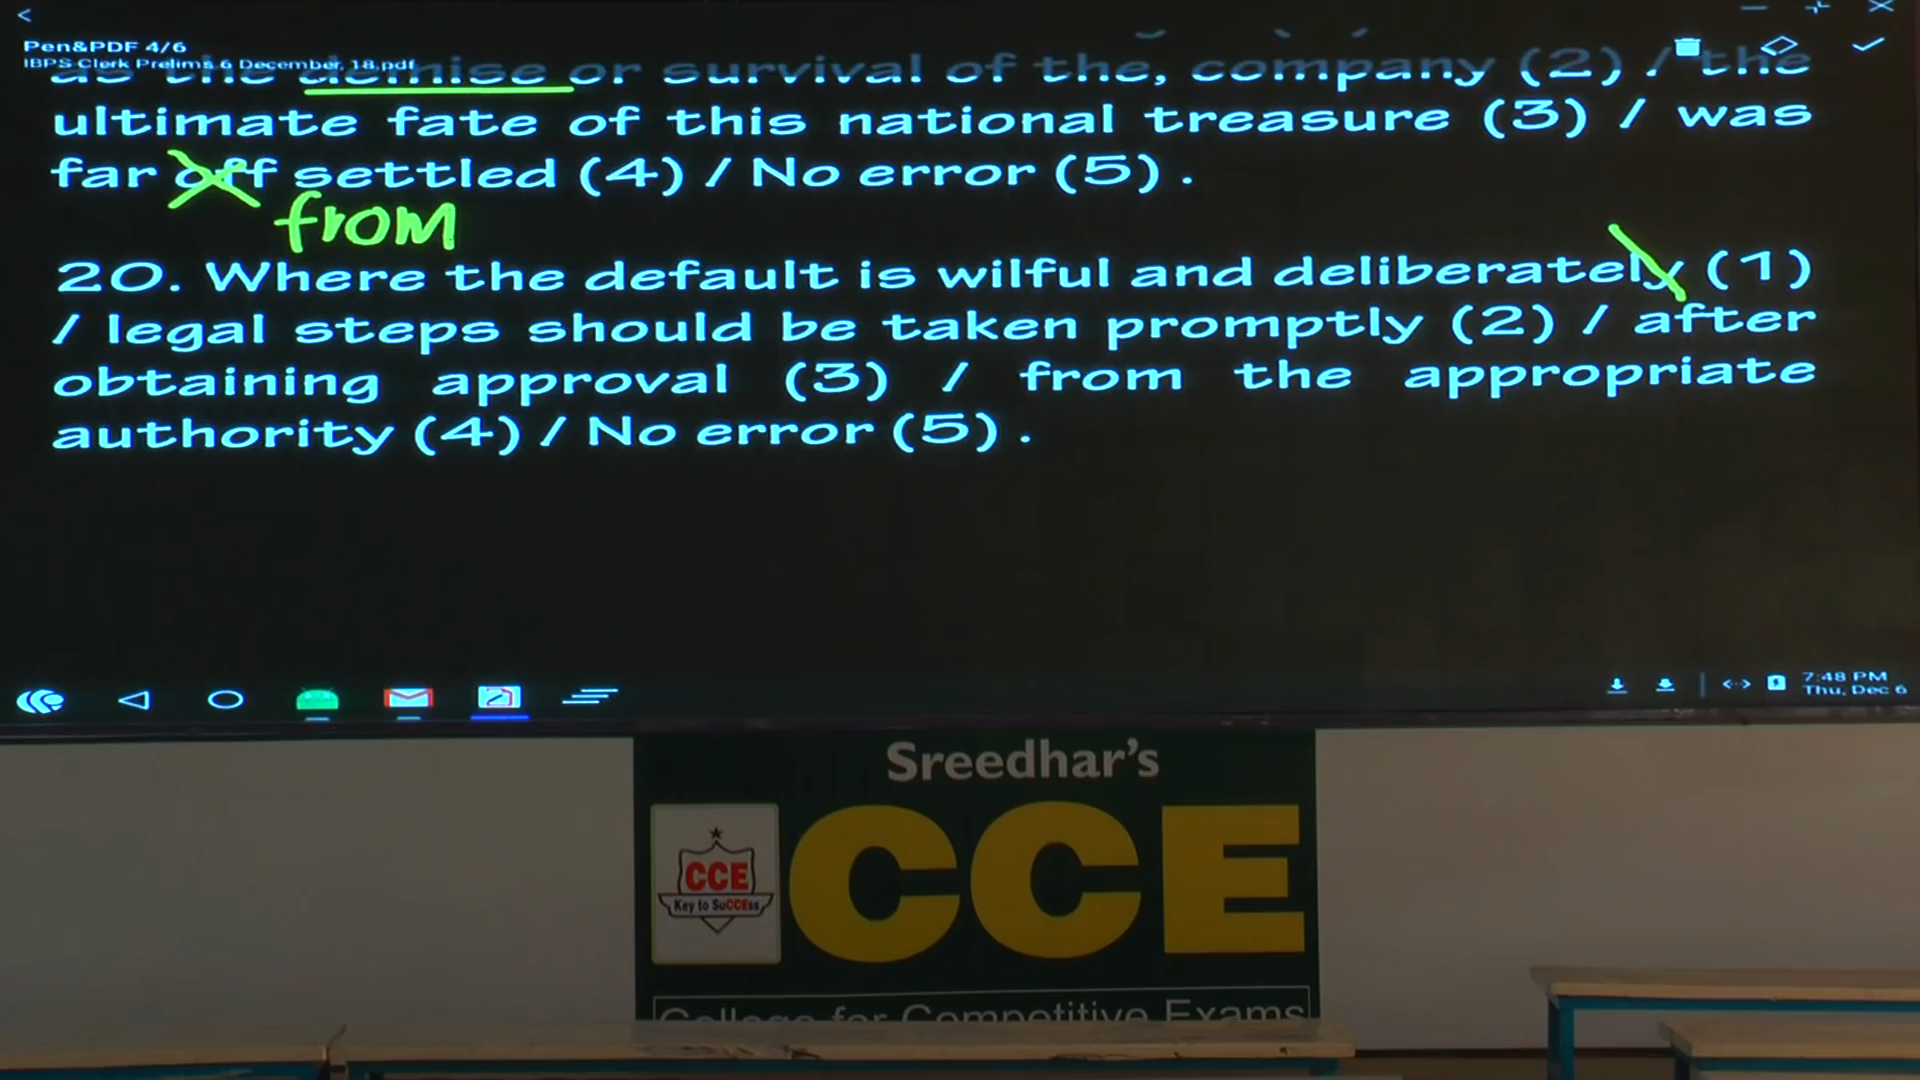 Pen&PDF 4/6
IBPS Clerk Prelims 6 December, 18.pdf
as the demise or survival of the, company (2) / the
ultimate fate of this national treasure (3) / was
far off settled (4) / No error (5) .
from
20. Where the default is wilful and deliberately (1)
/ legal steps should be taken promptly (2) / after
obtaining approval (3) / from the appropriate
authority (4) / No error (5) .
7:48 PM
Thu, Dec 6
Sreedhar's
CCE
Key to SuCCEss
CCE
College for Competitive Exams